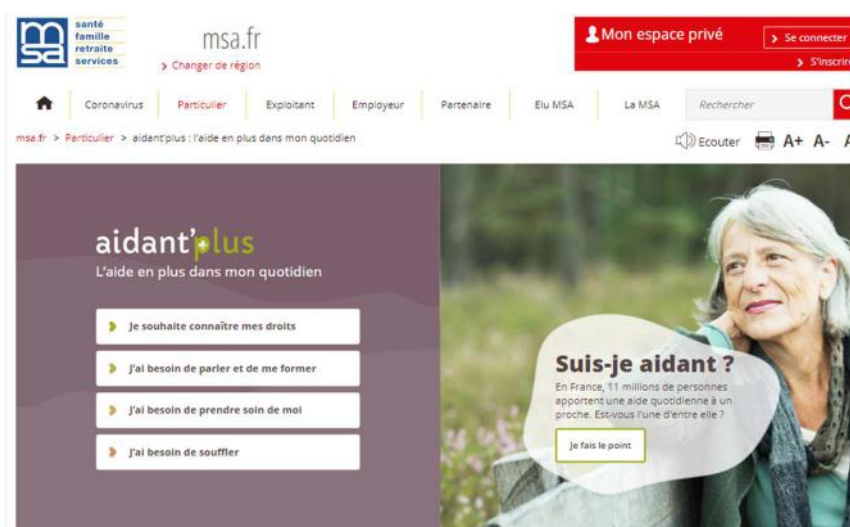 msa
santé
famille
retraite
services
msa.fr
> Changer de région
Mon espace privé
> Se connecter
> S'inscrire
Coronavirus Particulier Exploitant Employeur Partenaire Elu MSA La MSA Rechercher
msa.fr > Particulier > aidant'plus : l'aide en plus dans mon quotidien
Ecouter A+ A-
aidant'plus
L'aide en plus dans mon quotidien
Je souhaite connaître mes droits
J'ai besoin de parler et de me former
J'ai besoin de prendre soin de moi
J'ai besoin de souffler
Suis-je aidant ?
En France, 11 millions de personnes
apportent une aide quotidienne à un
proche. Est-vous l'une d'entre elle ?
Je fais le point